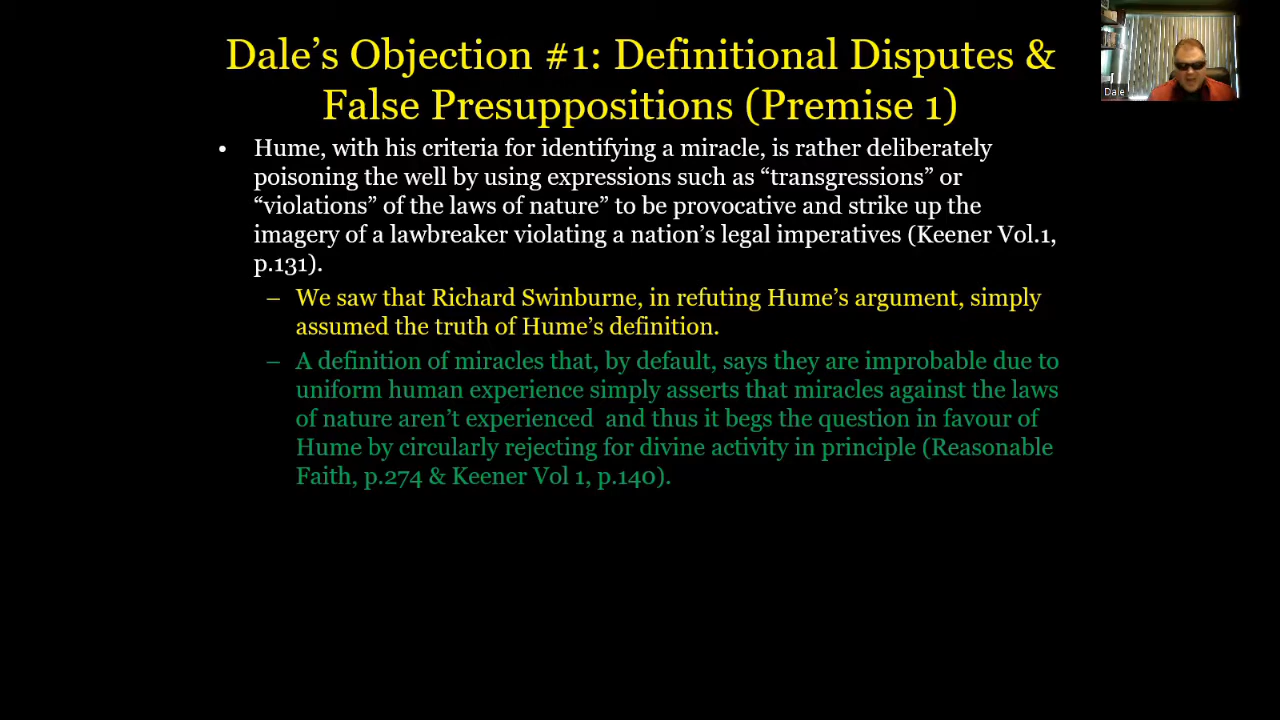 Dale’s Objection #1: Definitional Disputes &
False Presuppositions (Premise 1)
• Hume, with his criteria for identifying a miracle, is rather deliberately
poisoning the well by using expressions such as “transgressions” or
“violations” of the laws of nature” to be provocative and strike up the
imagery of a lawbreaker violating a nation’s legal imperatives (Keener Vol.1,
p.131).
– We saw that Richard Swinburne, in refuting Hume’s argument, simply
assumed the truth of Hume’s definition.
– A definition of miracles that, by default, says they are improbable due to
uniform human experience simply asserts that miracles against the laws
of nature aren’t experienced and thus it begs the question in favour of
Hume by circularly rejecting for divine activity in principle (Reasonable
Faith, p.274 & Keener Vol 1, p.140).
Dale